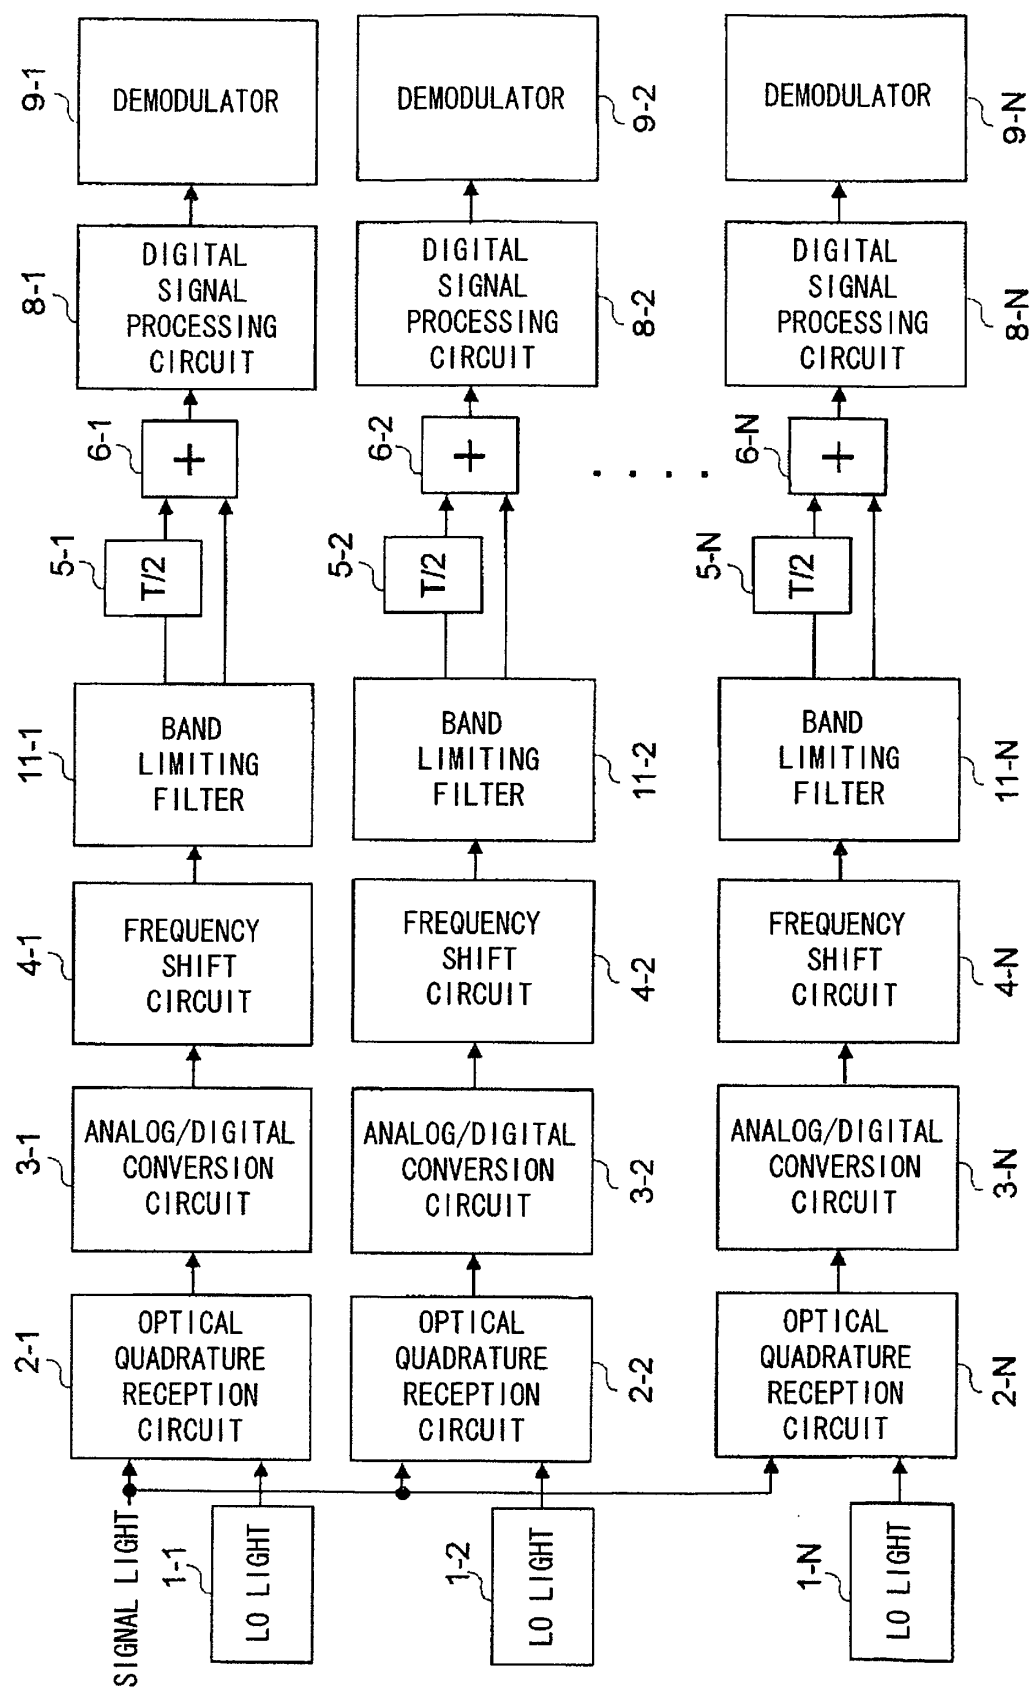 9-1
DEMODULATOR
DEMODULATOR
9-2
DEMODULATOR
9-N
8-1
DIGITAL
SIGNAL
PROCESSING
CIRCUIT
DIGITAL
SIGNAL
PROCESSING
CIRCUIT
8-2
DIGITAL
SIGNAL
PROCESSING
CIRCUIT
8-N
6-1
+
6-2
+
. . . .
6-N
+
5-1
T/2
5-2
T/2
5-N
T/2
11-1
BAND
LIMITING
FILTER
BAND
LIMITING
FILTER
11-2
BAND
LIMITING
FILTER
11-N
4-1
FREQUENCY
SHIFT
CIRCUIT
FREQUENCY
SHIFT
CIRCUIT
4-2
FREQUENCY
SHIFT
CIRCUIT
4-N
3-1
ANALOG/DIGITAL
CONVERSION
CIRCUIT
ANALOG/DIGITAL
CONVERSION
CIRCUIT
3-2
ANALOG/DIGITAL
CONVERSION
CIRCUIT
3-N
2-1
OPTICAL
QUADRATURE
RECEPTION
CIRCUIT
OPTICAL
QUADRATURE
RECEPTION
CIRCUIT
2-2
OPTICAL
QUADRATURE
RECEPTION
CIRCUIT
2-N
SIGNAL LIGHT
1-1
LO LIGHT
1-2
LO LIGHT
1-N
LO LIGHT